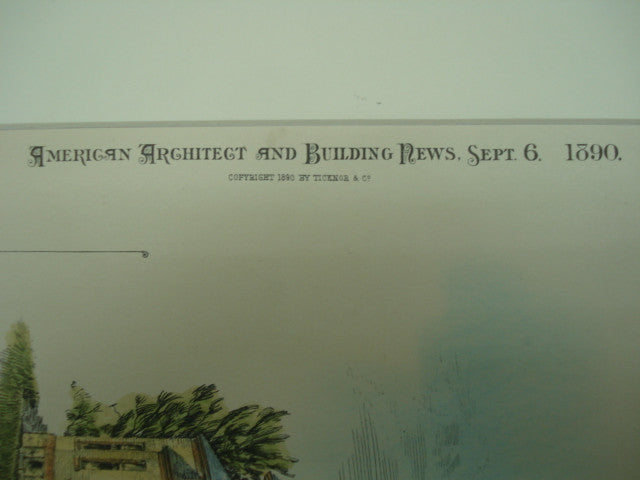 AMERICAN ARCHITECT AND BUILDING NEWS, SEPT. 6. 1890.
COPYRIGHT 1890 BY TICKNOR & Co